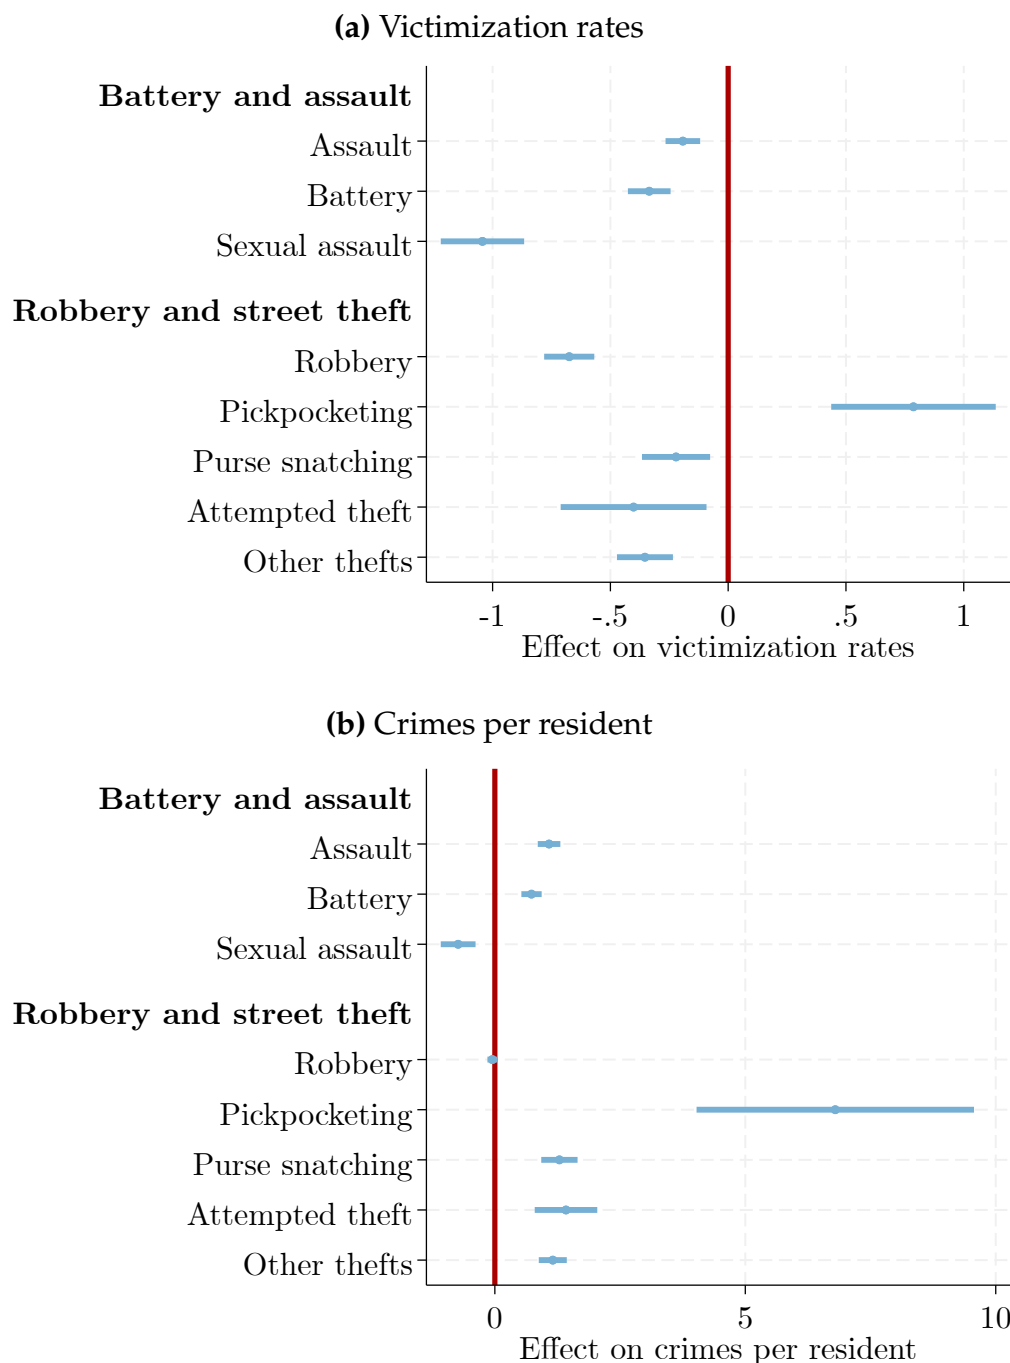 (a) Victimization rates
Battery and assault
Assault
Battery
Sexual assault
Robbery and street theft
Robbery
Pickpocketing
Purse snatching
Attempted theft
Other thefts
-1 -.5 0 .5 1
Effect on victimization rates
(b) Crimes per resident
Battery and assault
Assault
Battery
Sexual assault
Robbery and street theft
Robbery
Pickpocketing
Purse snatching
Attempted theft
Other thefts
0 5 10
Effect on crimes per resident